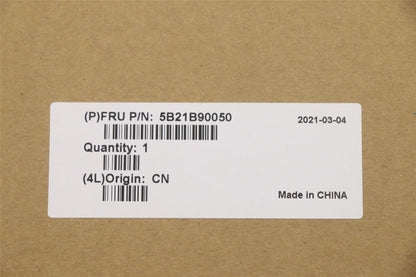 (P)FRU P/N: 5B21B90050
2021-03-04
Quantity: 1
(4L)Origin: CN
Made in CHINA